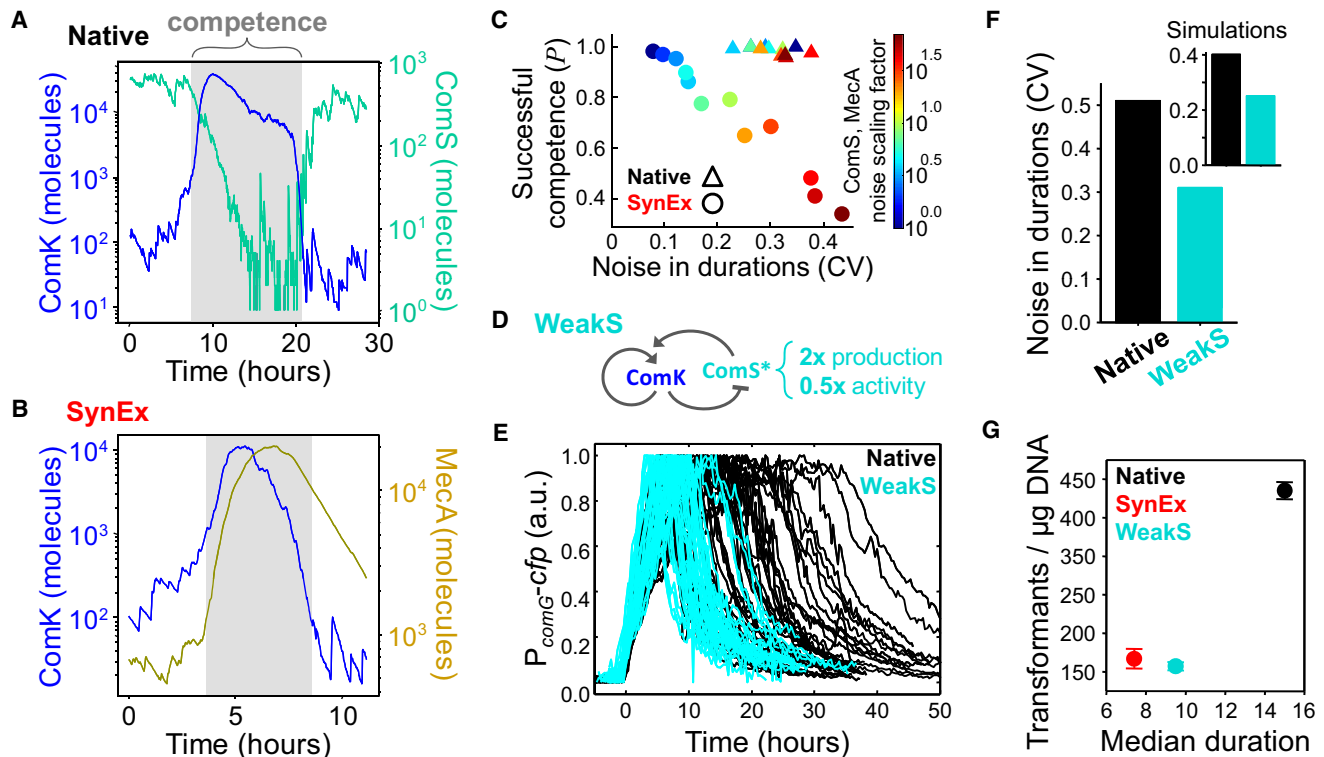 A
competence
Native
10^4
10^3
10^2
10^1
ComK (molecules)
10^3
10^2
10^1
10^0
ComS (molecules)
0 10 20 30
Time (hours)
B
SynEx
10^4
10^3
10^2
ComK (molecules)
10^4
10^3
MecA (molecules)
0 5 10
Time (hours)
C
Successful
competence (P)
1.0
0.8
0.6
0.4
Native
SynEx
0 0.1 0.2 0.3 0.4
Noise in durations (CV)
ComS, MecA
noise scaling factor
10^1.5
10^1.0
10^0.5
10^0.0
D
WeakS
ComK
ComS*
2x production
0.5x activity
E
P_comG-cfp (a.u.)
1.0
0.8
0.6
0.4
0.2
0.0
Native
WeakS
0 10 20 30 40 50
Time (hours)
F
Simulations
0.4
0.2
0.0
Noise in durations (CV)
0.5
0.4
0.3
0.2
0.1
0.0
Native
WeakS
G
Transformants / µg DNA
450
400
350
300
250
200
150
Native
SynEx
WeakS
6 8 10 12 14 16
Median duration